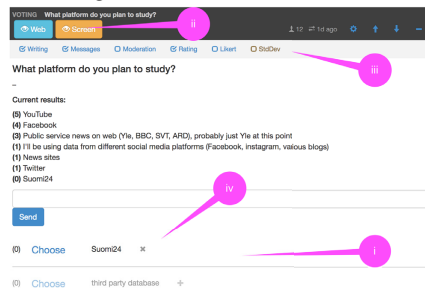 VOTING What platform do you plan to study?
Web Screen ii 12 1d ago
Writing Messages Moderation Rating Likert StdDev
iii
What platform do you plan to study?
–
Current results:
(5) YouTube
(4) Facebook
(3) Public service news on web (Yle, BBC, SVT, ARD), probably just Yle at this point
(1) I'll be using data from different social media platforms (Facebook, instagram, various blogs)
(1) News sites
(1) Twitter
(0) Suomi24
iv
Send
(0) Choose Suomi24 ×
i
(0) Choose third party database +